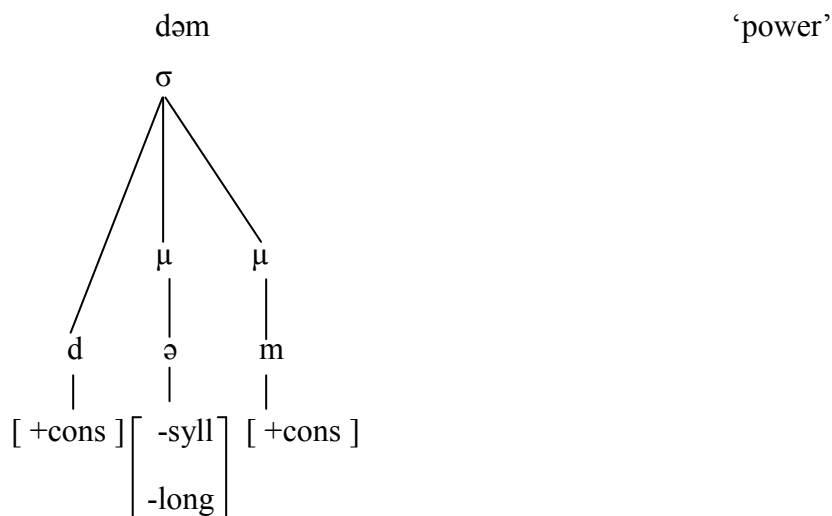 dəm ‘power’
σ
μ μ
d ə m
[ +cons ] [ -syll ] [ +cons ]
-long